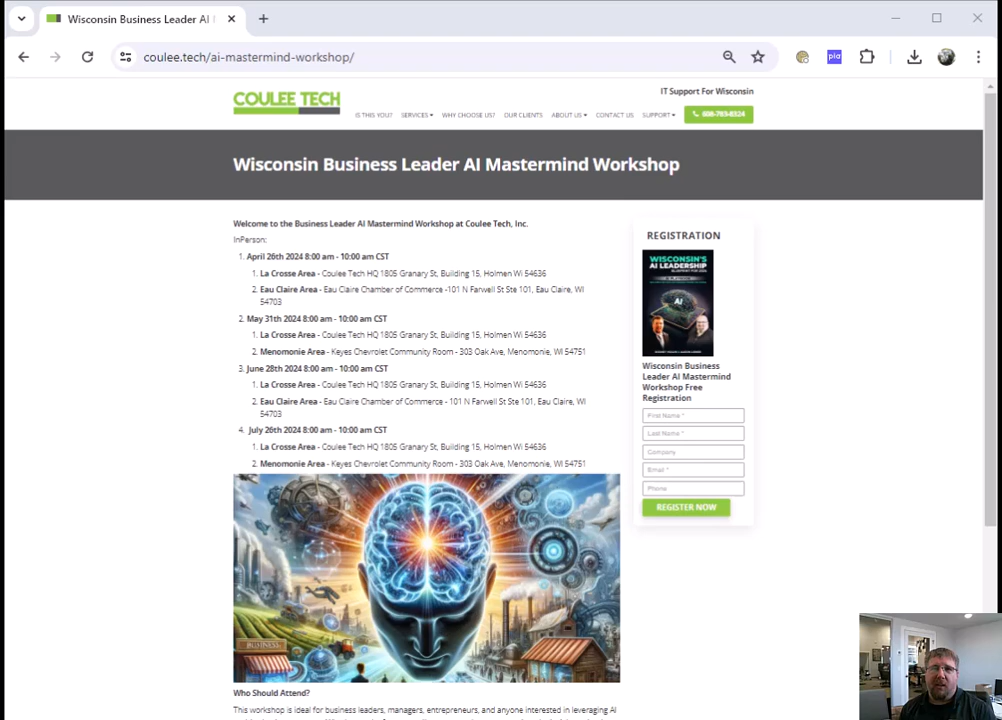 Wisconsin Business Leader AI
coulee.tech/ai-mastermind-workshop/
pia
COULEE TECH
IT Support For Wisconsin
IS THIS YOU? SERVICES WHY CHOOSE US? OUR CLIENTS ABOUT US CONTACT US SUPPORT 608-783-8324
Wisconsin Business Leader AI Mastermind Workshop
Welcome to the Business Leader AI Mastermind Workshop at Coulee Tech, Inc.
InPerson:
1. April 26th 2024 8:00 am - 10:00 am CST
1. La Crosse Area - Coulee Tech HQ 1805 Granary St, Building 15, Holmen Wi 54636
2. Eau Claire Area - Eau Claire Chamber of Commerce -101 N Farwell St Ste 101, Eau Claire, WI
54703
2. May 31th 2024 8:00 am - 10:00 am CST
1. La Crosse Area - Coulee Tech HQ 1805 Granary St, Building 15, Holmen Wi 54636
2. Menomonie Area - Keyes Chevrolet Community Room - 303 Oak Ave, Menomonie, WI 54751
3. June 28th 2024 8:00 am - 10:00 am CST
1. La Crosse Area - Coulee Tech HQ 1805 Granary St, Building 15, Holmen Wi 54636
2. Eau Claire Area - Eau Claire Chamber of Commerce - 101 N Farwell St Ste 101, Eau Claire, WI
54703
4. July 26th 2024 8:00 am - 10:00 am CST
1. La Crosse Area - Coulee Tech HQ 1805 Granary St, Building 15, Holmen Wi 54636
2. Menomonie Area - Keyes Chevrolet Community Room - 303 Oak Ave, Menomonie, WI 54751
BUSINESS
Who Should Attend?
This workshop is ideal for business leaders, managers, entrepreneurs, and anyone interested in leveraging AI
REGISTRATION
WISCONSIN'S
AI LEADERSHIP
AI
Wisconsin Business
Leader AI Mastermind
Workshop Free
Registration
First Name *
Last Name *
Company
Email *
Phone
REGISTER NOW